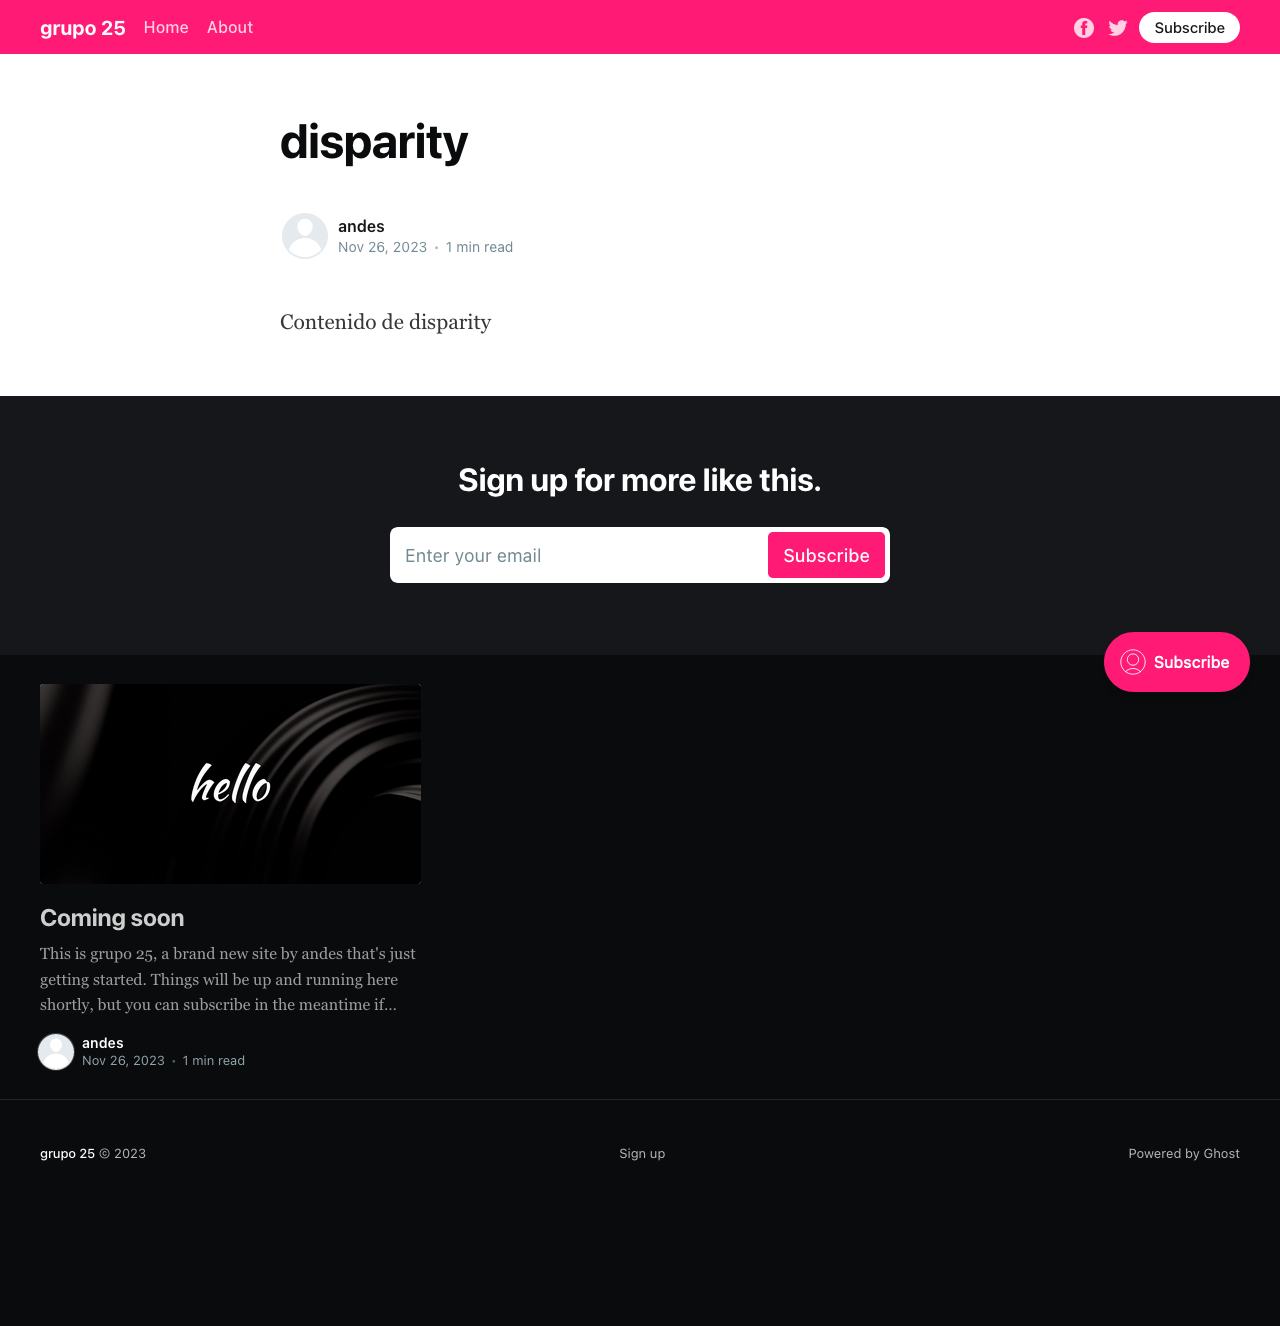 grupo 25 Home About Subscribe
disparity
andes
Nov 26, 2023 • 1 min read
Contenido de disparity
Sign up for more like this.
Enter your email Subscribe
Subscribe
hello
Coming soon
This is grupo 25, a brand new site by andes that's just
getting started. Things will be up and running here
shortly, but you can subscribe in the meantime if...
andes
Nov 26, 2023 • 1 min read
grupo 25 © 2023 Sign up Powered by Ghost